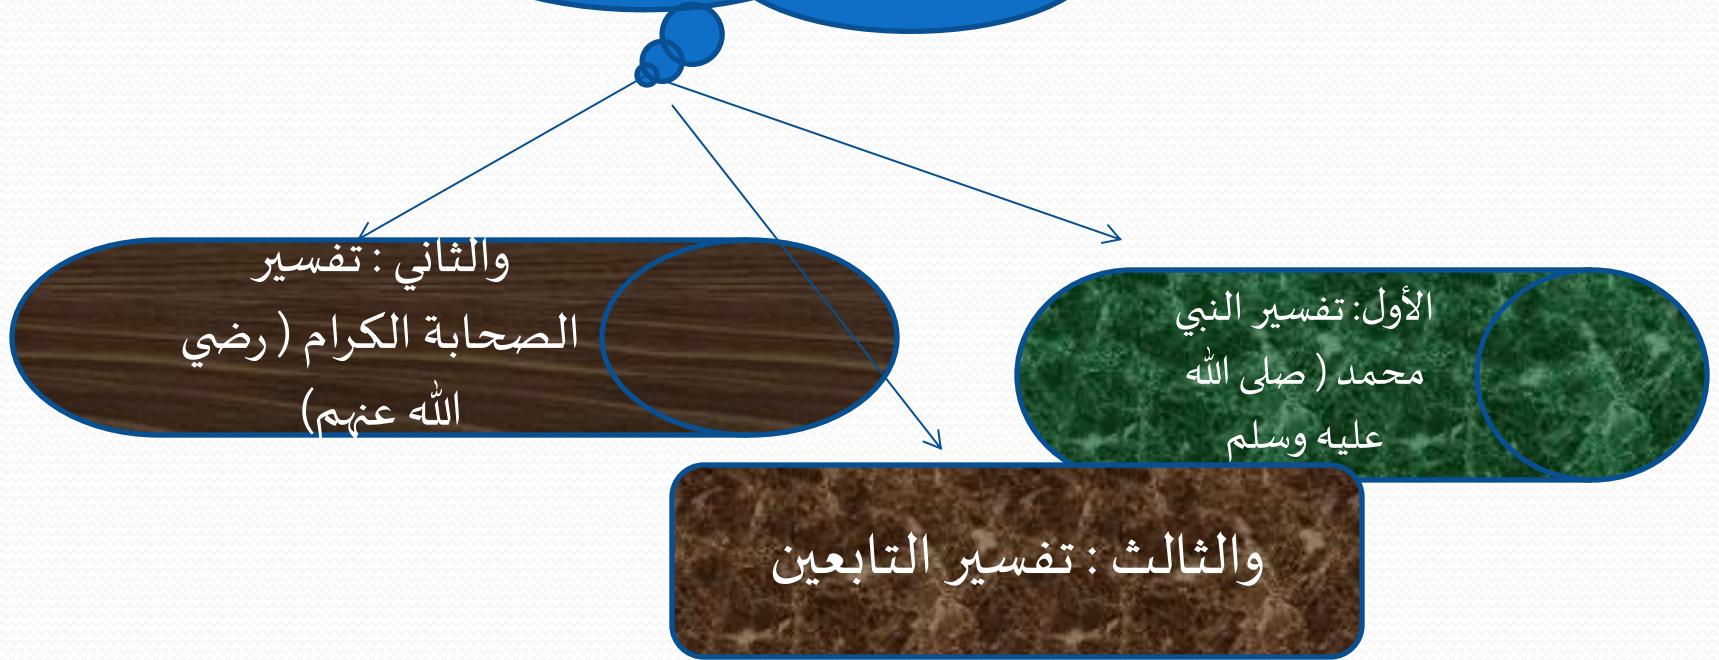 الأول: تفسير النبي
محمد ( صلى الله
عليه وسلم
والثاني : تفسير
الصحابة الكرام ( رضي
الله عنهم)
والثالث : تفسير التابعين